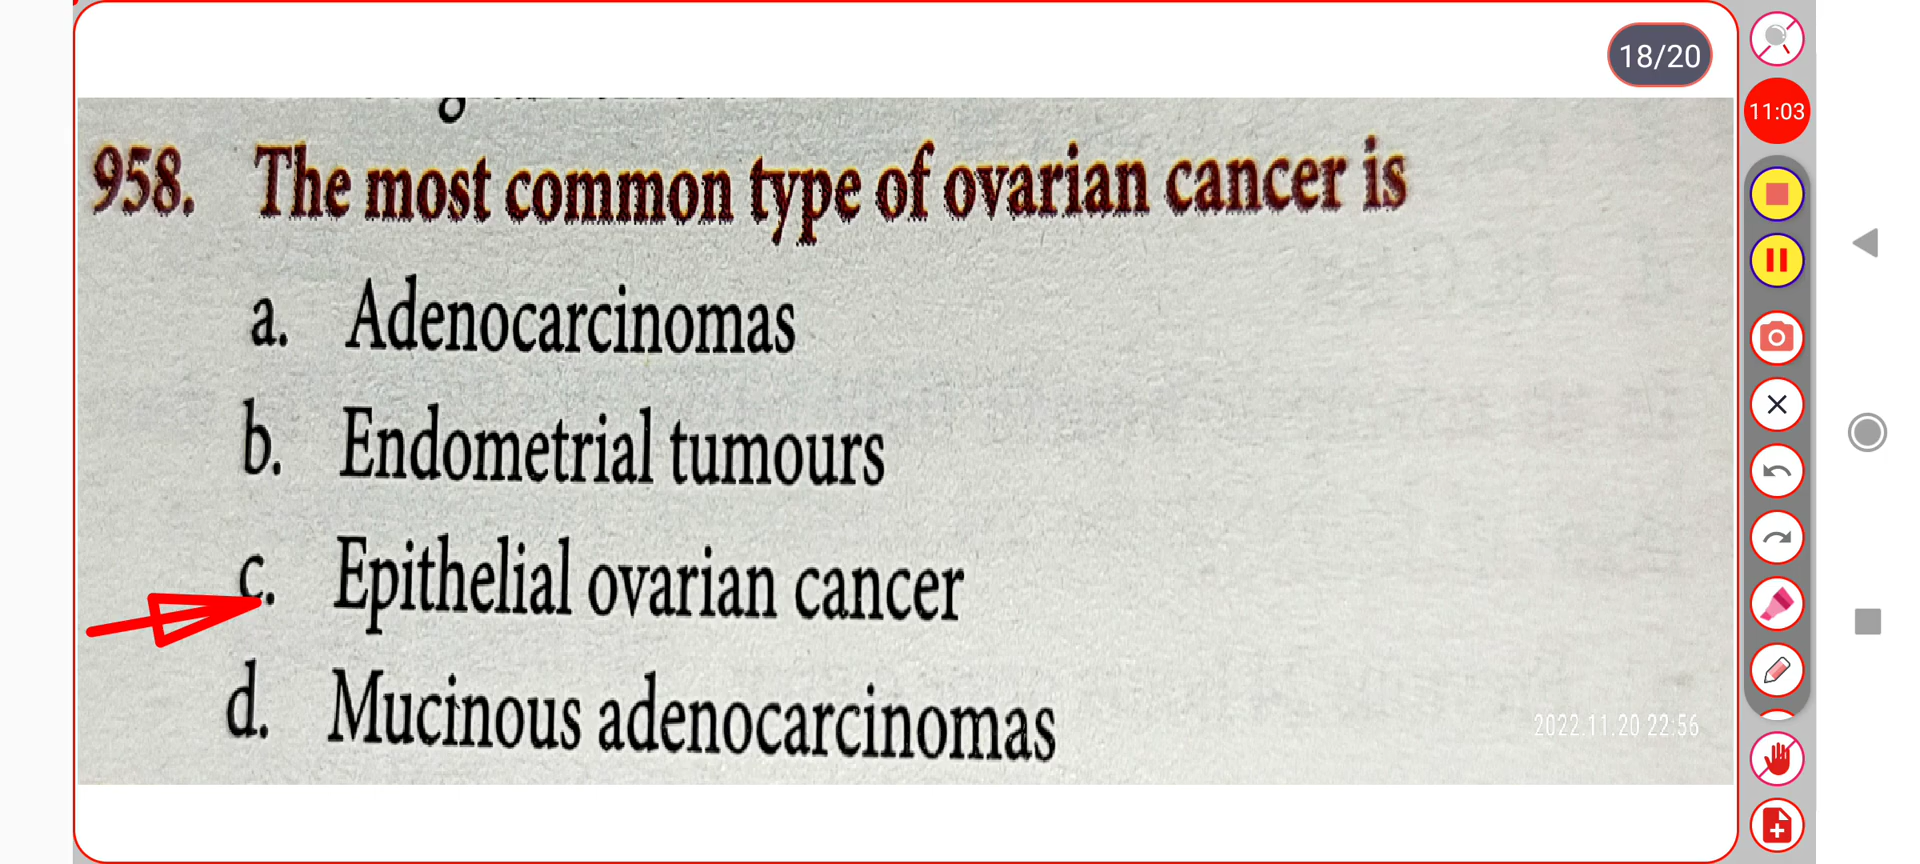 18/20
11:03
958. The most common type of ovarian cancer is
a. Adenocarcinomas
b. Endometrial tumours
c. Epithelial ovarian cancer
d. Mucinous adenocarcinomas
2022.11.20 22:56